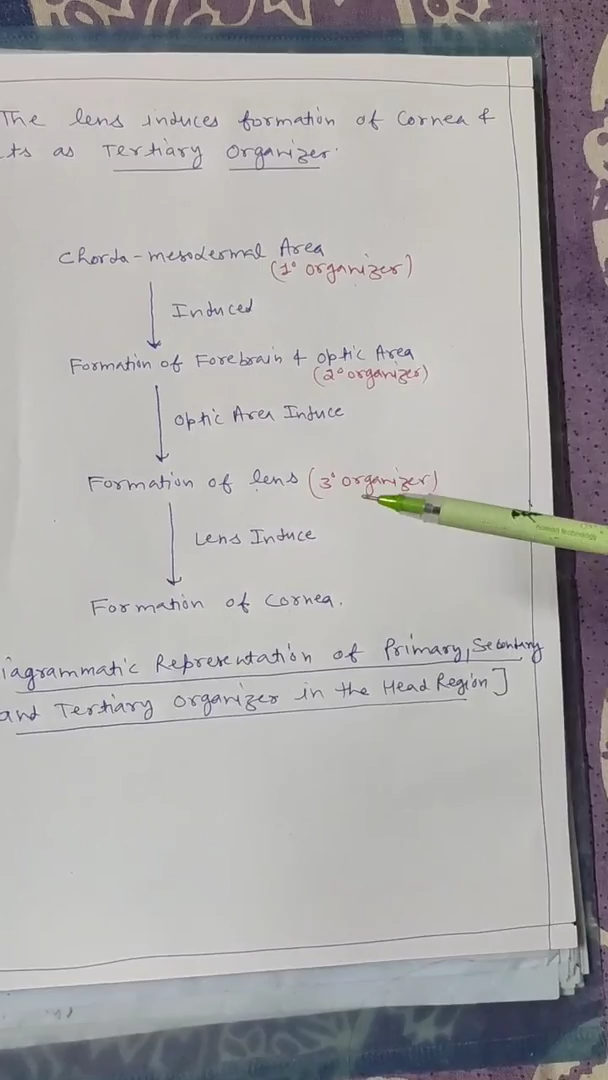 The lens induces formation of Cornea &
ts as Tertiary Organizer.
Chorda-mesodermal Area
(1° organizer)
Induced
Formation of Forebrain & optic Area
(2° organizer)
Optic Area Induce
Formation of lens (3° organizer)
Lens Induce
Formation of Cornea.
iagrammatic Representation of Primary, Secondary
and Tertiary Organizer in the Head Region]